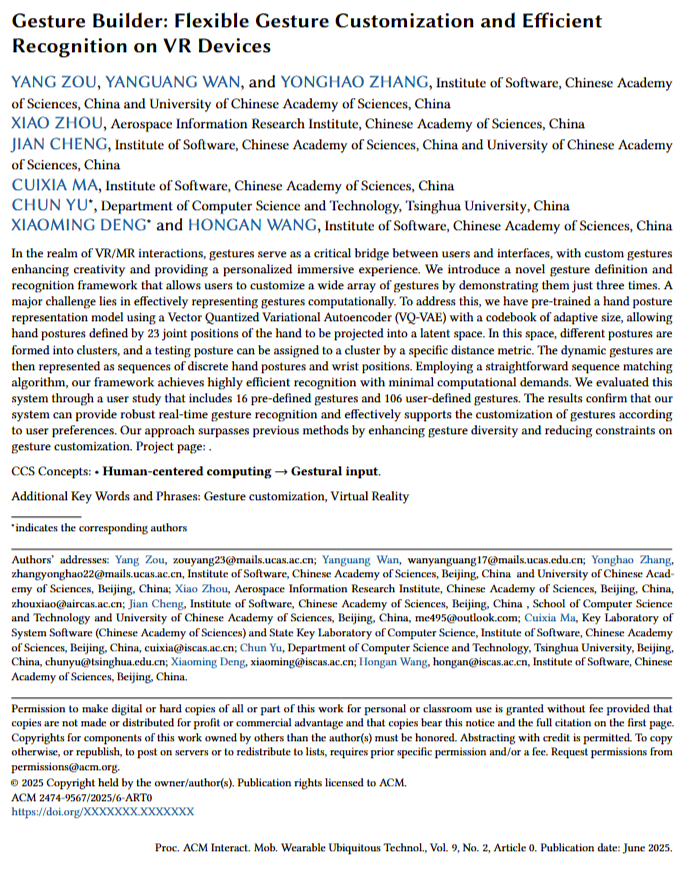 Gesture Builder: Flexible Gesture Customization and Efficient
Recognition on VR Devices
YANG ZOU, YANGUANG WAN, and YONGHAO ZHANG, Institute of Software, Chinese Academy
of Sciences, China and University of Chinese Academy of Sciences, China
XIAO ZHOU, Aerospace Information Research Institute, Chinese Academy of Sciences, China
JIAN CHENG, Institute of Software, Chinese Academy of Sciences, China and University of Chinese Academy
of Sciences, China
CUIXIA MA, Institute of Software, Chinese Academy of Sciences, China
CHUN YU*, Department of Computer Science and Technology, Tsinghua University, China
XIAOMING DENG* and HONGAN WANG, Institute of Software, Chinese Academy of Sciences, China
In the realm of VR/MR interactions, gestures serve as a critical bridge between users and interfaces, with custom gestures
enhancing creativity and providing a personalized immersive experience. We introduce a novel gesture definition and
recognition framework that allows users to customize a wide array of gestures by demonstrating them just three times. A
major challenge lies in effectively representing gestures computationally. To address this, we have pre-trained a hand posture
representation model using a Vector Quantized Variational Autoencoder (VQ-VAE) with a codebook of adaptive size, allowing
hand postures defined by 23 joint positions of the hand to be projected into a latent space. In this space, different postures are
formed into clusters, and a testing posture can be assigned to a cluster by a specific distance metric. The dynamic gestures are
then represented as sequences of discrete hand postures and wrist positions. Employing a straightforward sequence matching
algorithm, our framework achieves highly efficient recognition with minimal computational demands. We evaluated this
system through a user study that includes 16 pre-defined gestures and 106 user-defined gestures. The results confirm that our
system can provide robust real-time gesture recognition and effectively supports the customization of gestures according
to user preferences. Our approach surpasses previous methods by enhancing gesture diversity and reducing constraints on
gesture customization. Project page: .
CCS Concepts: • Human-centered computing → Gestural input.
Additional Key Words and Phrases: Gesture customization, Virtual Reality
*indicates the corresponding authors
Authors' addresses: Yang Zou, zouyang23@mails.ucas.ac.cn; Yanguang Wan, wanyanguang17@mails.ucas.edu.cn; Yonghao Zhang,
zhangyonghao22@mails.ucas.ac.cn, Institute of Software, Chinese Academy of Sciences, Beijing, China and University of Chinese Acad-
emy of Sciences, Beijing, China; Xiao Zhou, Aerospace Information Research Institute, Chinese Academy of Sciences, Beijing, China,
zhouxiao@aircas.ac.cn; Jian Cheng, Institute of Software, Chinese Academy of Sciences, Beijing, China , School of Computer Science
and Technology and University of Chinese Academy of Sciences, Beijing, China, mc495@outlook.com; Cuixia Ma, Key Laboratory of
System Software (Chinese Academy of Sciences) and State Key Laboratory of Computer Science, Institute of Software, Chinese Academy
of Sciences, Beijing, China, cuixia@iscas.ac.cn; Chun Yu, Department of Computer Science and Technology, Tsinghua University, Beijing,
China, chunyu@tsinghua.edu.cn; Xiaoming Deng, xiaoming@iscas.ac.cn; Hongan Wang, hongan@iscas.ac.cn, Institute of Software, Chinese
Academy of Sciences, Beijing, China.
Permission to make digital or hard copies of all or part of this work for personal or classroom use is granted without fee provided that
copies are not made or distributed for profit or commercial advantage and that copies bear this notice and the full citation on the first page.
Copyrights for components of this work owned by others than the author(s) must be honored. Abstracting with credit is permitted. To copy
otherwise, or republish, to post on servers or to redistribute to lists, requires prior specific permission and/or a fee. Request permissions from
permissions@acm.org.
© 2025 Copyright held by the owner/author(s). Publication rights licensed to ACM.
ACM 2474-9567/2025/6-ART0
https://doi.org/XXXXXXX.XXXXXXX
Proc. ACM Interact. Mob. Wearable Ubiquitous Technol., Vol. 9, No. 2, Article 0. Publication date: June 2025.